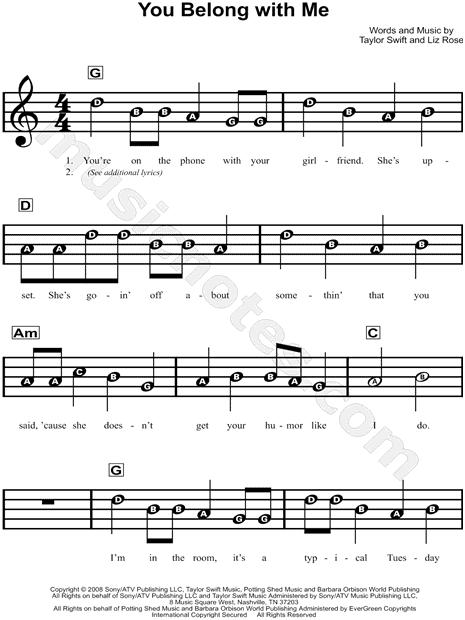 You Belong with Me
Words and Music by
Taylor Swift and Liz Rose
G
D B B A G G D B A B
1. You're on the phone with your girl - friend. She's up -
2. (See additional lyrics)
D
A A D D B B A D B A B
set. She's go - in' off a - bout some - thin' that you
Am C
A A C B G A B B A G A B
said, 'cause she does - n't get your hu - mor like I do.
G
D B B A G G D B A B
I'm in the room, it's a typ - i - cal Tues - day
Copyright © 2008 Sony/ATV Publishing LLC, Taylor Swift Music, Potting Shed Music and Barbara Orbison World Publishing
All Rights on behalf of Sony/ATV Publishing LLC and Taylor Swift Music Administered by Sony/ATV Music Publishing LLC,
8 Music Square West, Nashville, TN 37203
All Rights on behalf of Potting Shed Music and Barbara Orbison World Publishing Administered by EverGreen Copyrights
International Copyright Secured All Rights Reserved
musicnotes.com